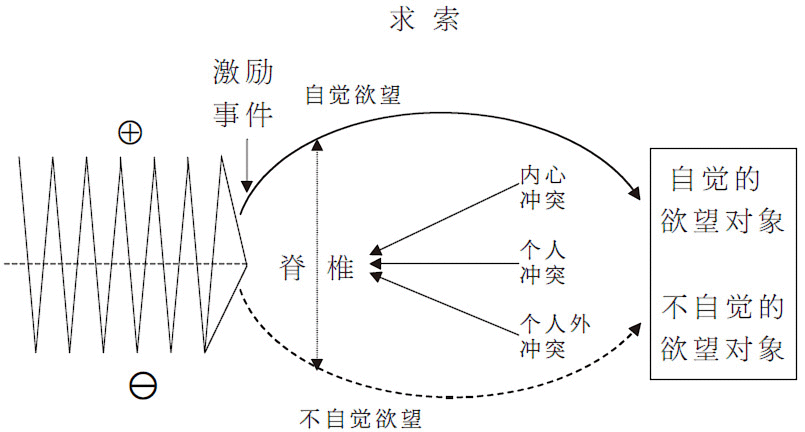 求 索
激励
事件
自觉欲望
⊕
内心
冲突
自觉的
欲望对象
个人
冲突
脊 椎
个人外
冲突
不自觉的
欲望对象
⊖
不自觉欲望